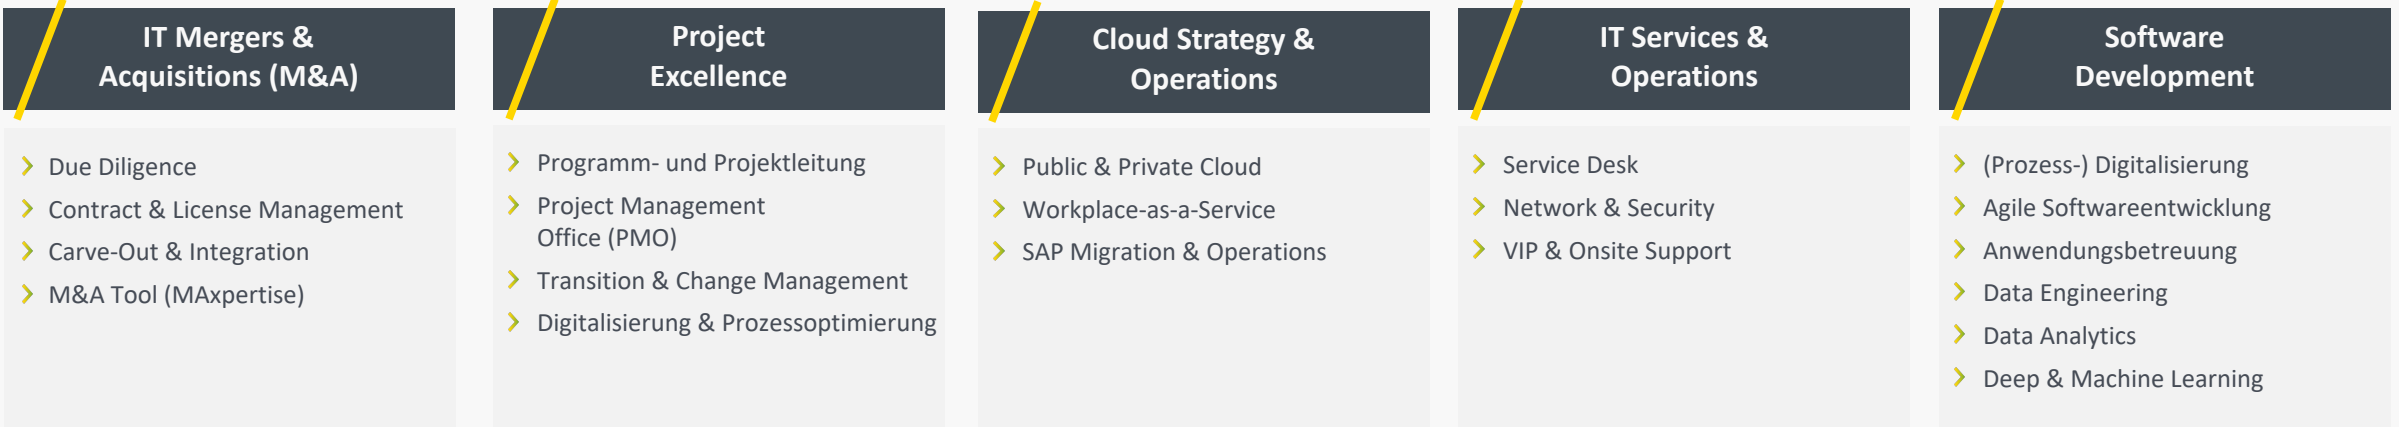 IT Mergers &
Acquisitions (M&A)
Due Diligence
Contract & License Management
Carve-Out & Integration
M&A Tool (MAxpertise)
Project
Excellence
Programm- und Projektleitung
Project Management
Office (PMO)
Transition & Change Management
Digitalisierung & Prozessoptimierung
Cloud Strategy &
Operations
Public & Private Cloud
Workplace-as-a-Service
SAP Migration & Operations
IT Services &
Operations
Service Desk
Network & Security
VIP & Onsite Support
Software
Development
(Prozess-) Digitalisierung
Agile Softwareentwicklung
Anwendungsbetreuung
Data Engineering
Data Analytics
Deep & Machine Learning